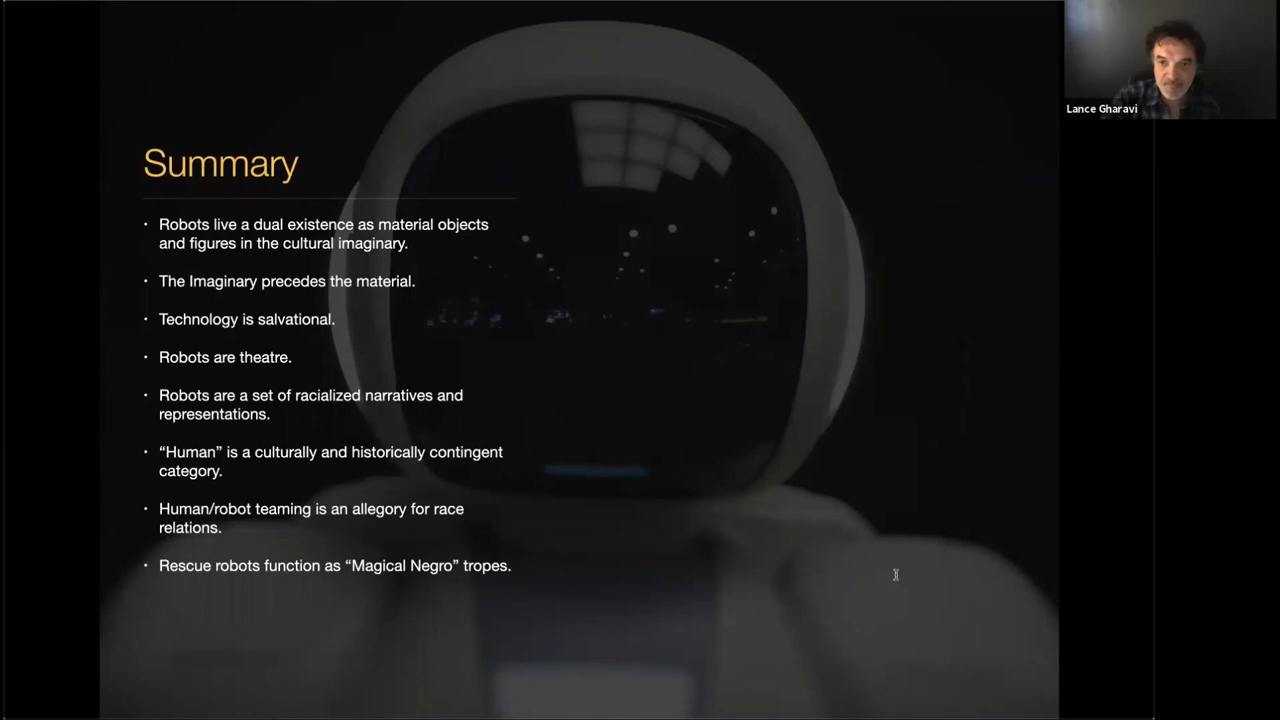 Summary
• Robots live a dual existence as material objects
and figures in the cultural imaginary.
• The Imaginary precedes the material.
• Technology is salvational.
• Robots are theatre.
• Robots are a set of racialized narratives and
representations.
• “Human” is a culturally and historically contingent
category.
• Human/robot teaming is an allegory for race
relations.
• Rescue robots function as “Magical Negro” tropes.
Lance Gharavi